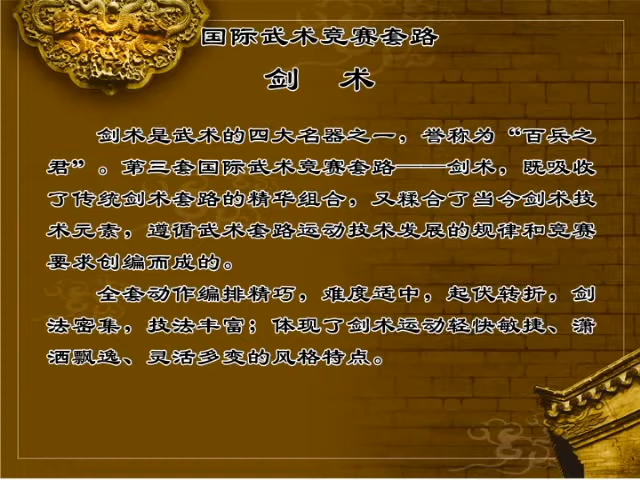 国际武术竞赛套路
剑 术
剑术是武术的四大名器之一，誉称为“百兵之
君”。第三套国际武术竞赛套路——剑术，既吸收
了传统剑术套路的精华组合，又糅合了当今剑术技
术元素，遵循武术套路运动技术发展的规律和竞赛
要求创编而成的。
全套动作编排精巧，难度适中，起伏转折，剑
法密集，技法丰富；体现了剑术运动轻快敏捷、潇
洒飘逸、灵活多变的风格特点。